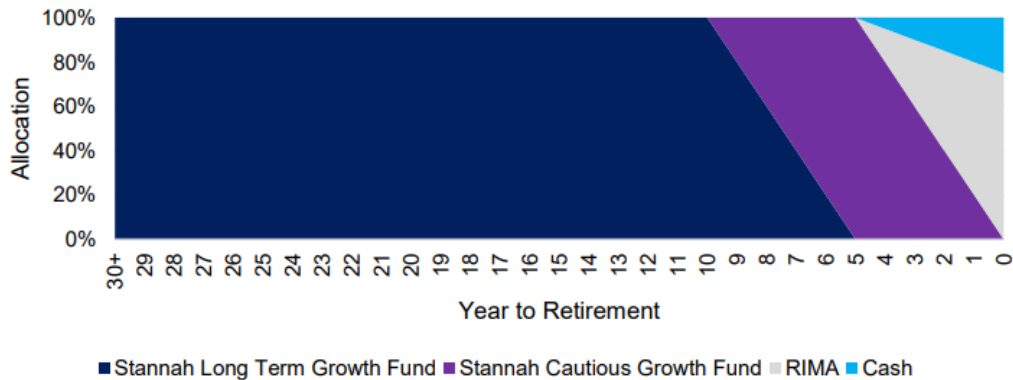 100%
80%
60%
40%
20%
0%
Allocation
30+ 29 28 27 26 25 24 23 22 21 20 19 18 17 16 15 14 13 12 11 10 9 8 7 6 5 4 3 2 1 0
Year to Retirement
Stannah Long Term Growth Fund Stannah Cautious Growth Fund RIMA Cash